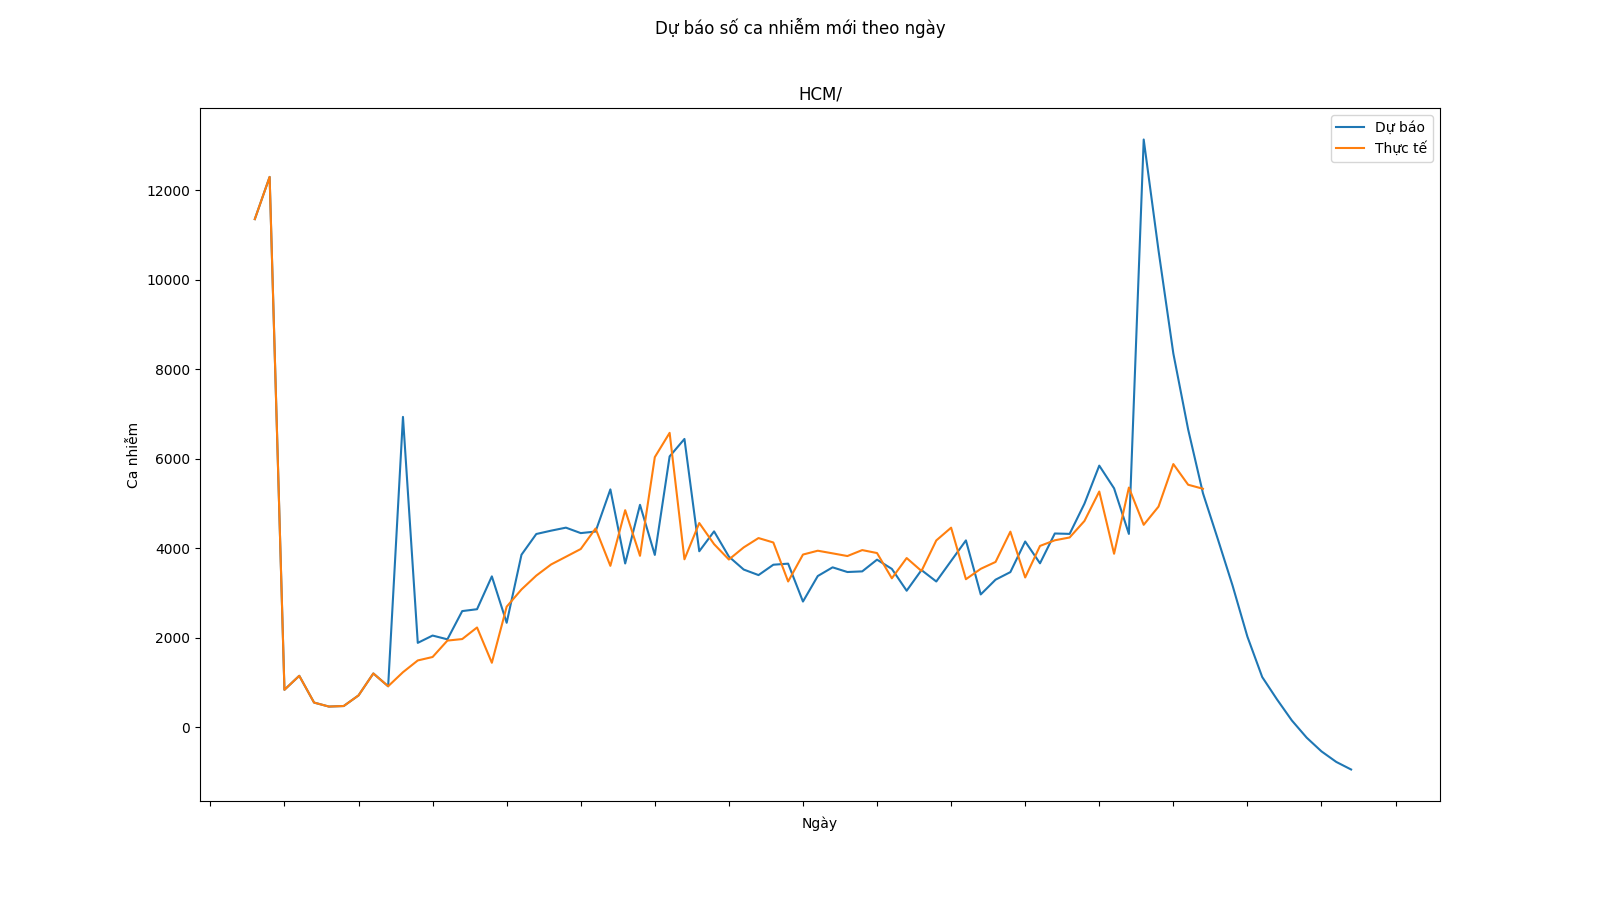 Dự báo số ca nhiễm mới theo ngày
HCM/
Dự báo
Thực tế
12000
10000
8000
6000
4000
2000
0
Ca nhiễm
Ngày